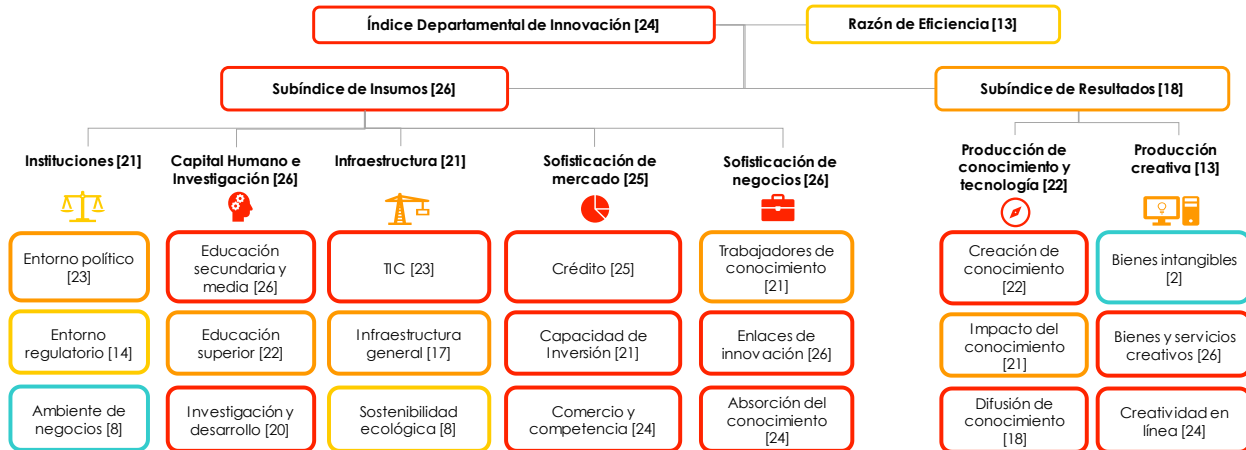 Índice Departamental de Innovación [24]
Razón de Eficiencia [13]
Subíndice de Insumos [26]
Subíndice de Resultados [18]
Instituciones [21]
Capital Humano e
Investigación [26]
Infraestructura [21]
Sofisticación de
mercado [25]
Sofisticación de
negocios [26]
Producción de
conocimiento y
tecnología [22]
Producción
creativa [13]
Entorno político
[23]
Educación
secundaria y
media [26]
TIC [23]
Crédito [25]
Trabajadores de
conocimiento
[21]
Creación de
conocimiento
[22]
Bienes intangibles
[2]
Entorno
regulatorio [14]
Educación
superior [22]
Infraestructura
general [17]
Capacidad de
Inversión [21]
Enlaces de
innovación [26]
Impacto del
conocimiento
[21]
Bienes y servicios
creativos [26]
Ambiente de
negocios [8]
Investigación y
desarrollo [20]
Sostenibilidad
ecológica [8]
Comercio y
competencia [24]
Absorción del
conocimiento
[24]
Difusión de
conocimiento
[18]
Creatividad en
línea [24]